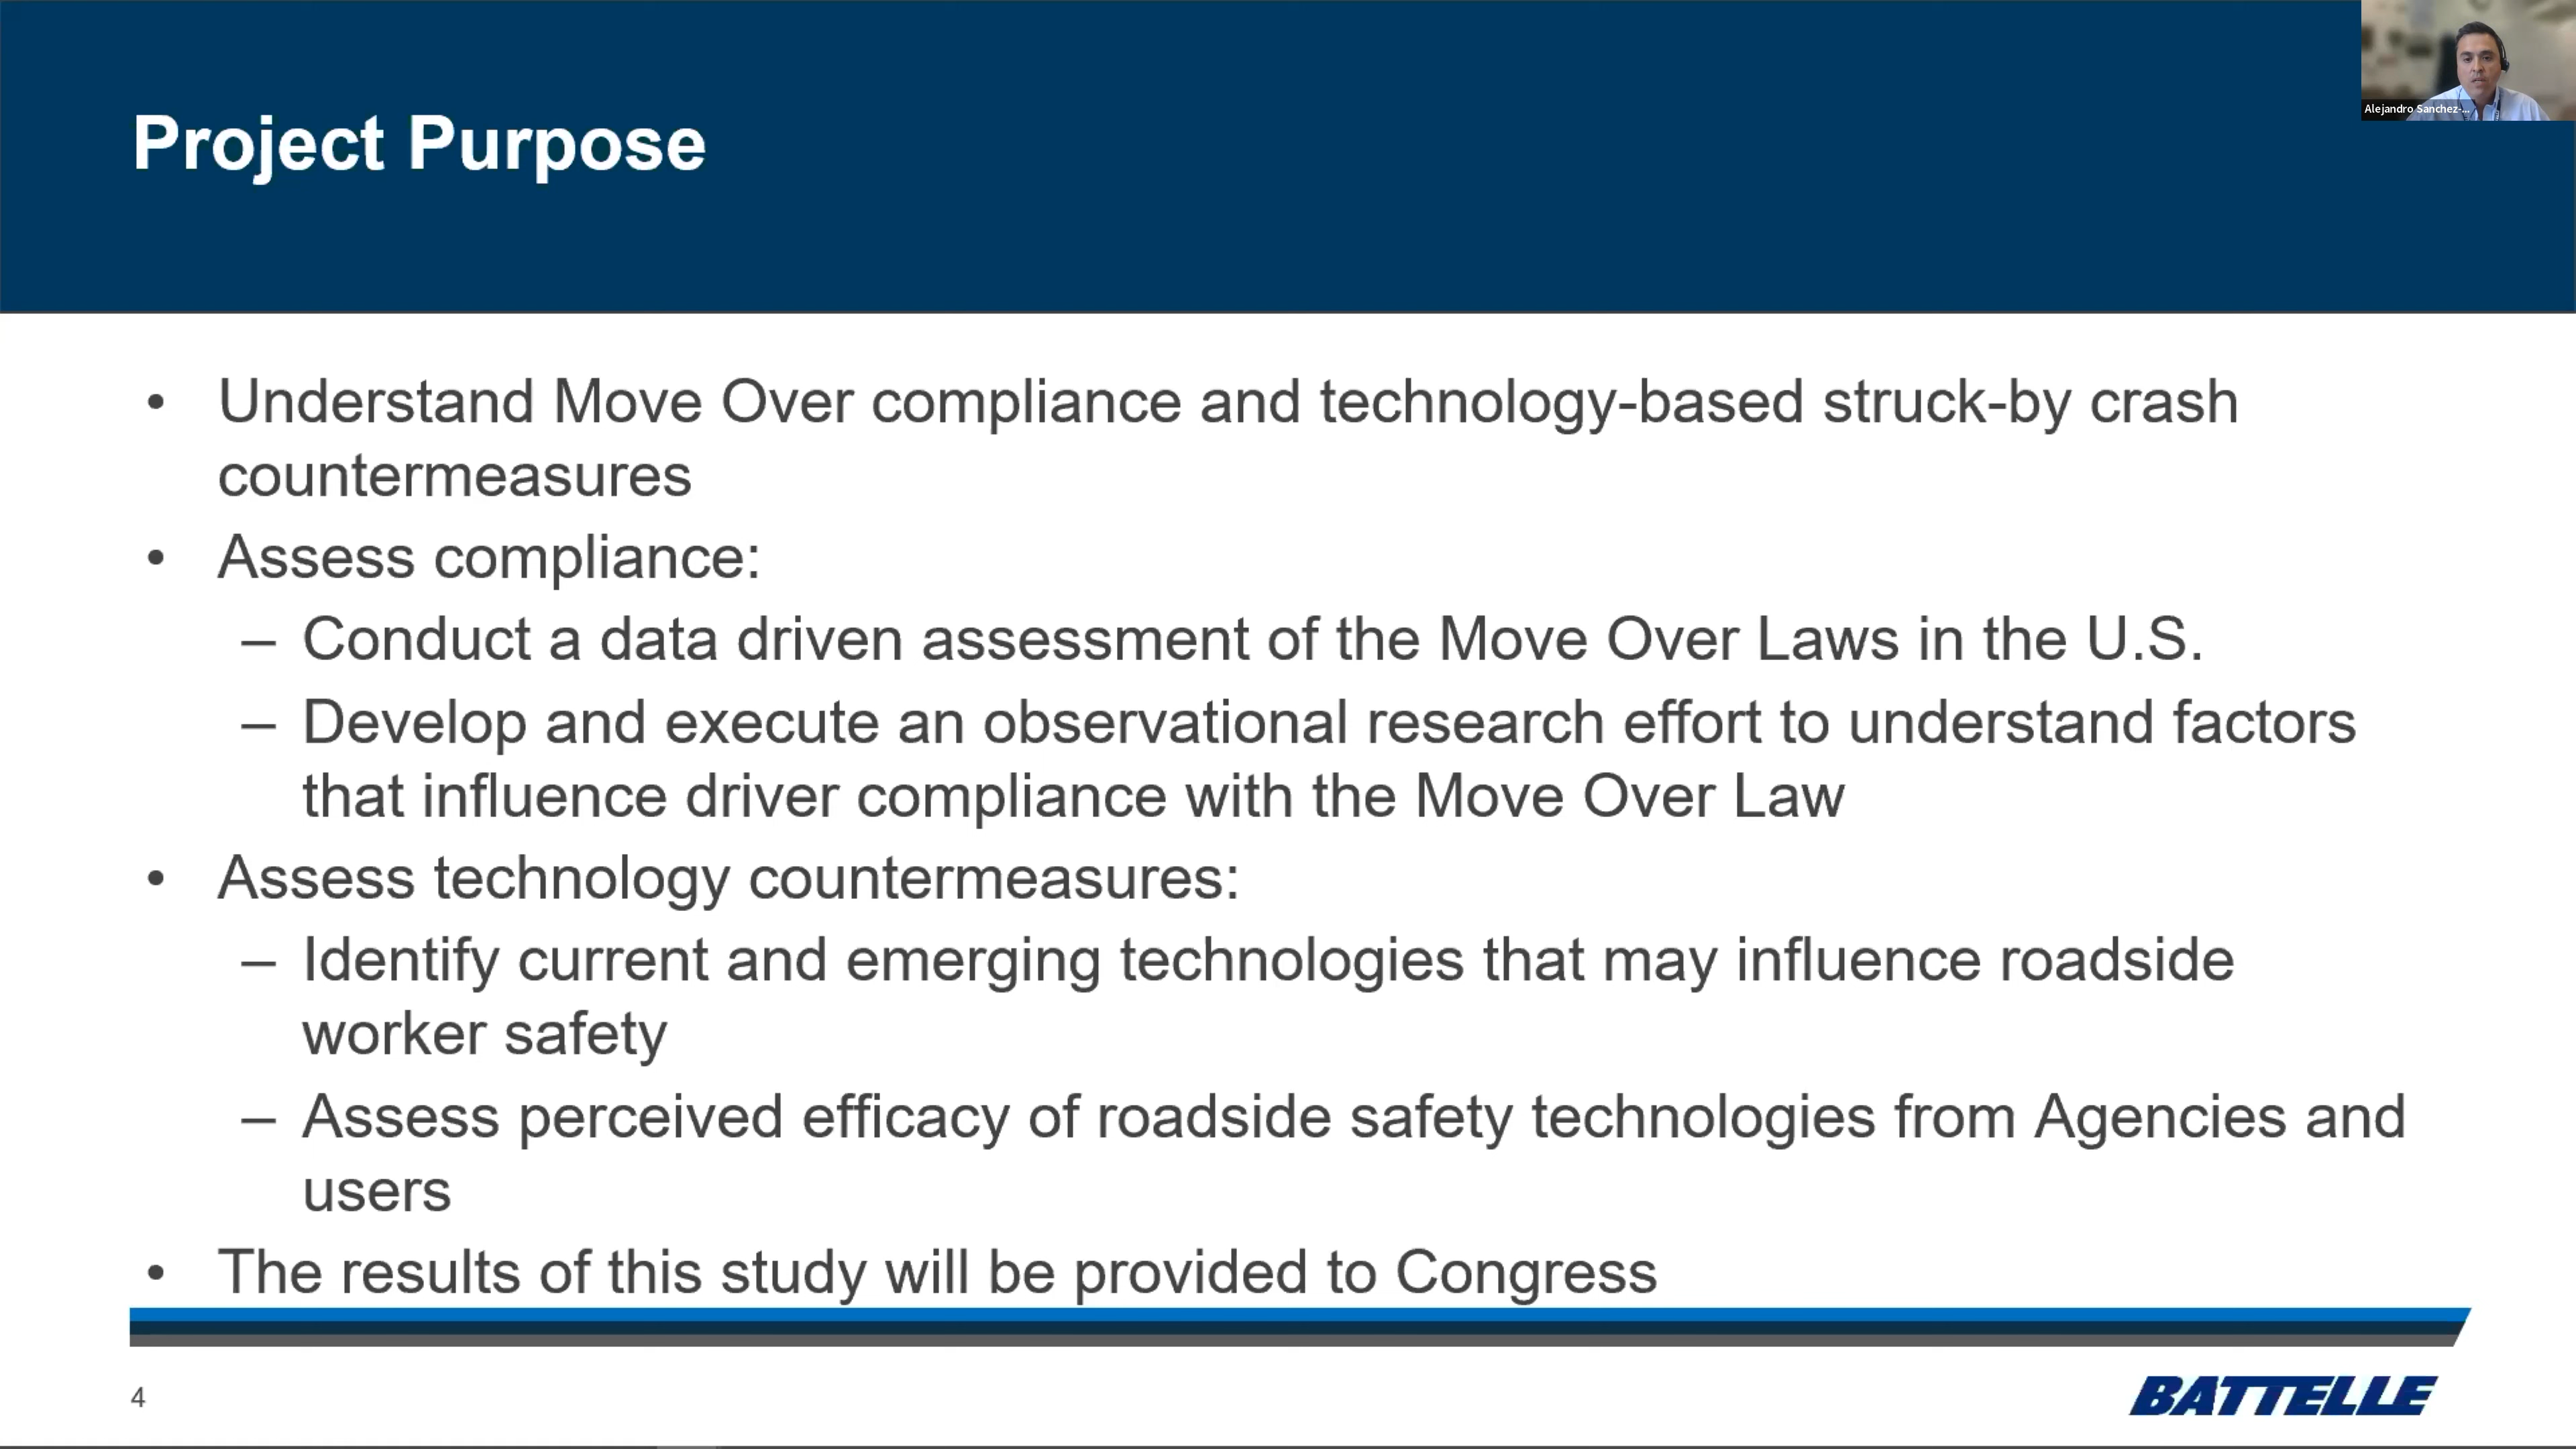 Project Purpose
Alejandro Sanchez-...
• Understand Move Over compliance and technology-based struck-by crash
countermeasures
• Assess compliance:
– Conduct a data driven assessment of the Move Over Laws in the U.S.
– Develop and execute an observational research effort to understand factors
that influence driver compliance with the Move Over Law
• Assess technology countermeasures:
– Identify current and emerging technologies that may influence roadside
worker safety
– Assess perceived efficacy of roadside safety technologies from Agencies and
users
• The results of this study will be provided to Congress
4
BATTELLE